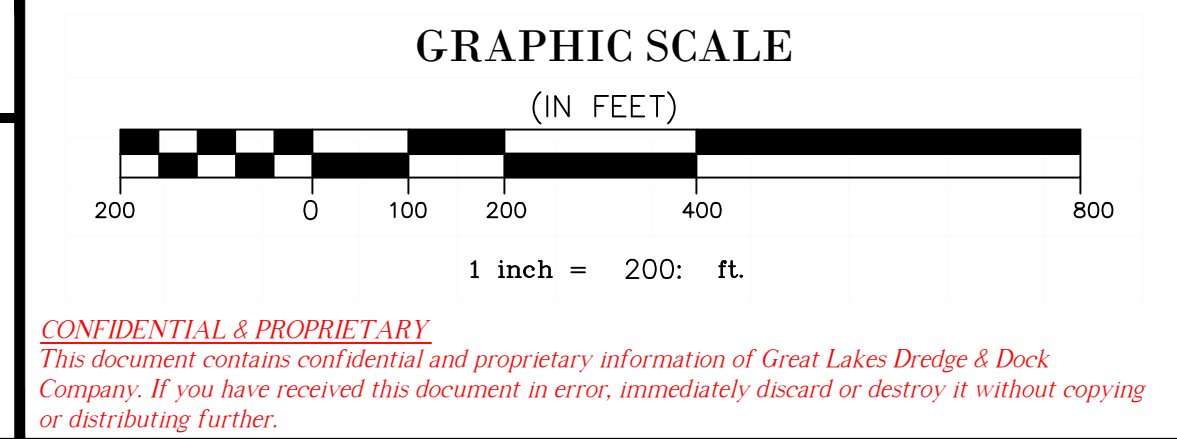 GRAPHIC SCALE
(IN FEET)
200 0 100 200 400 800
1 inch = 200: ft.
CONFIDENTIAL & PROPRIETARY
This document contains confidential and proprietary information of Great Lakes Dredge & Dock
Company. If you have received this document in error, immediately discard or destroy it without copying
or distributing further.